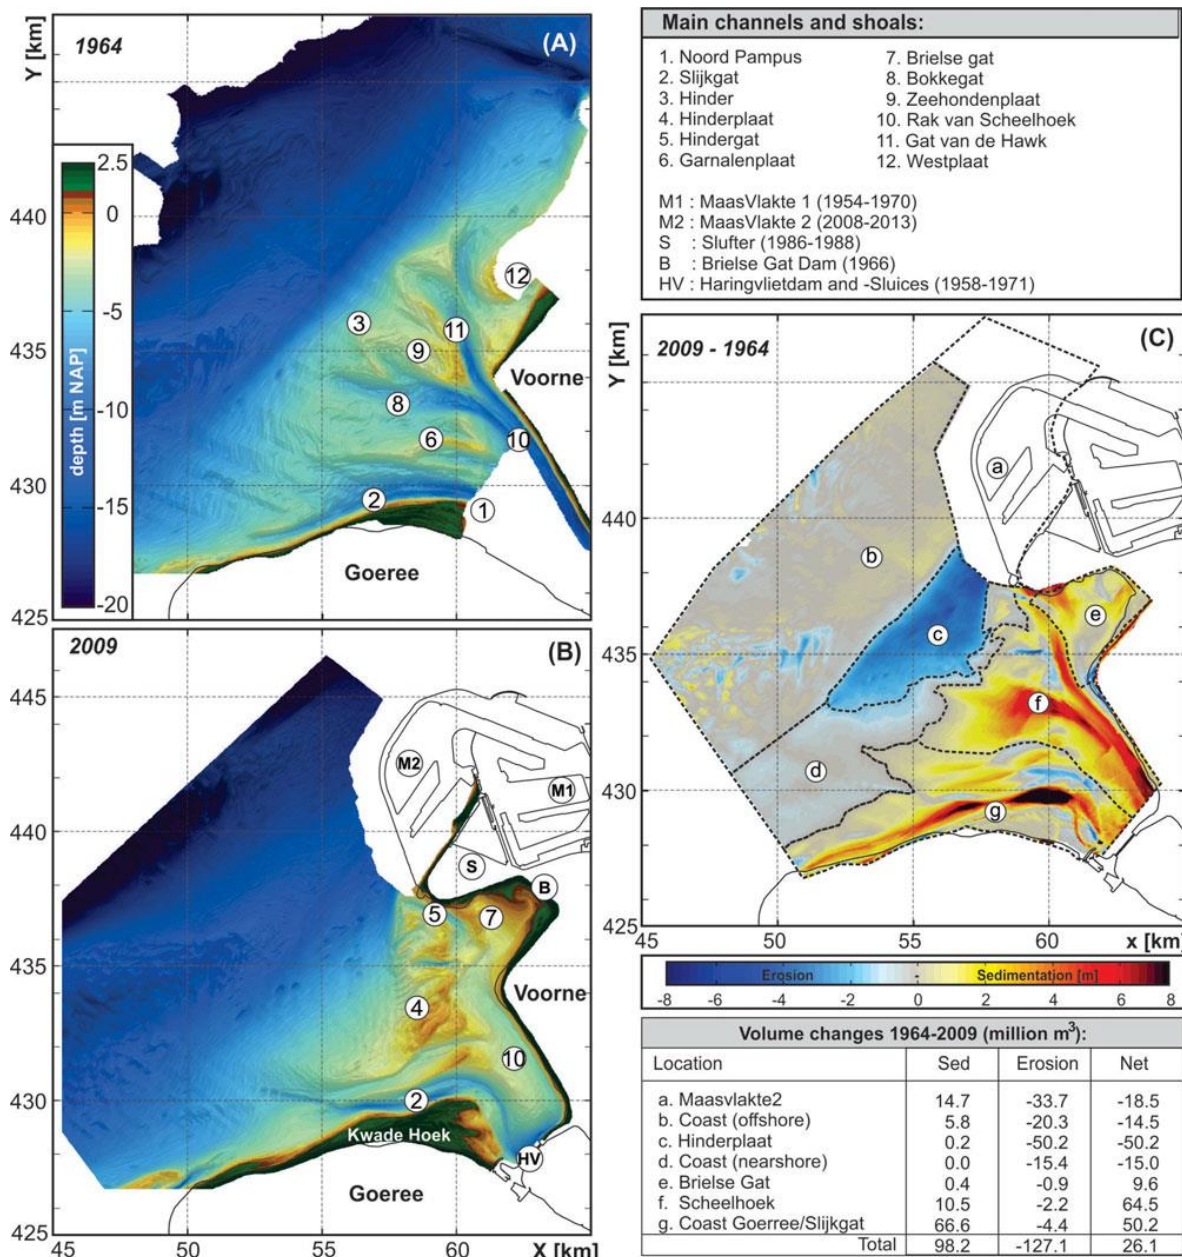 1964
(A)
Y [km]
445
2.5
0
-5
-10
-15
-20
depth [m NAP]
440
435
430
425
12
3
11
9
8
6
10
2
1
Voorne
Goeree
2009
(B)
Y [km]
445
440
435
430
425
M2
M1
S
B
5
7
4
10
2
HV
Voorne
Kwade Hoek
Goeree
45
50
55
60
X [km]
Main channels and shoals:
1. Noord Pampus
2. Slijkgat
3. Hinder
4. Hinderplaat
5. Hindergat
6. Garnalenplaat
7. Brielse gat
8. Bokkegat
9. Zeehondenplaat
10. Rak van Scheelhoek
11. Gat van de Hawk
12. Westplaat
M1 : MaasVlakte 1 (1954-1970)
M2 : MaasVlakte 2 (2008-2013)
S : Slufter (1986-1988)
B : Brielse Gat Dam (1966)
HV : Haringvlietdam and -Sluices (1958-1971)
2009 - 1964
(C)
Y [km]
440
435
430
425
a
b
c
e
f
d
g
45
50
55
60
x [km]
Erosion - Sedimentation [m]
-8 -6 -4 -2 0 2 4 6 8
Volume changes 1964-2009 (million m³):
Location Sed Erosion Net
a. Maasvlakte2 14.7 -33.7 -18.5
b. Coast (offshore) 5.8 -20.3 -14.5
c. Hinderplaat 0.2 -50.2 -50.2
d. Coast (nearshore) 0.0 -15.4 -15.0
e. Brielse Gat 0.4 -0.9 9.6
f. Scheelhoek 10.5 -2.2 64.5
g. Coast Goerree/Slijkgat 66.6 -4.4 50.2
Total 98.2 -127.1 26.1